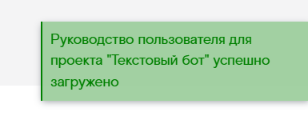 Руководство пользователя для
проекта "Текстовый бот" успешно
загружено